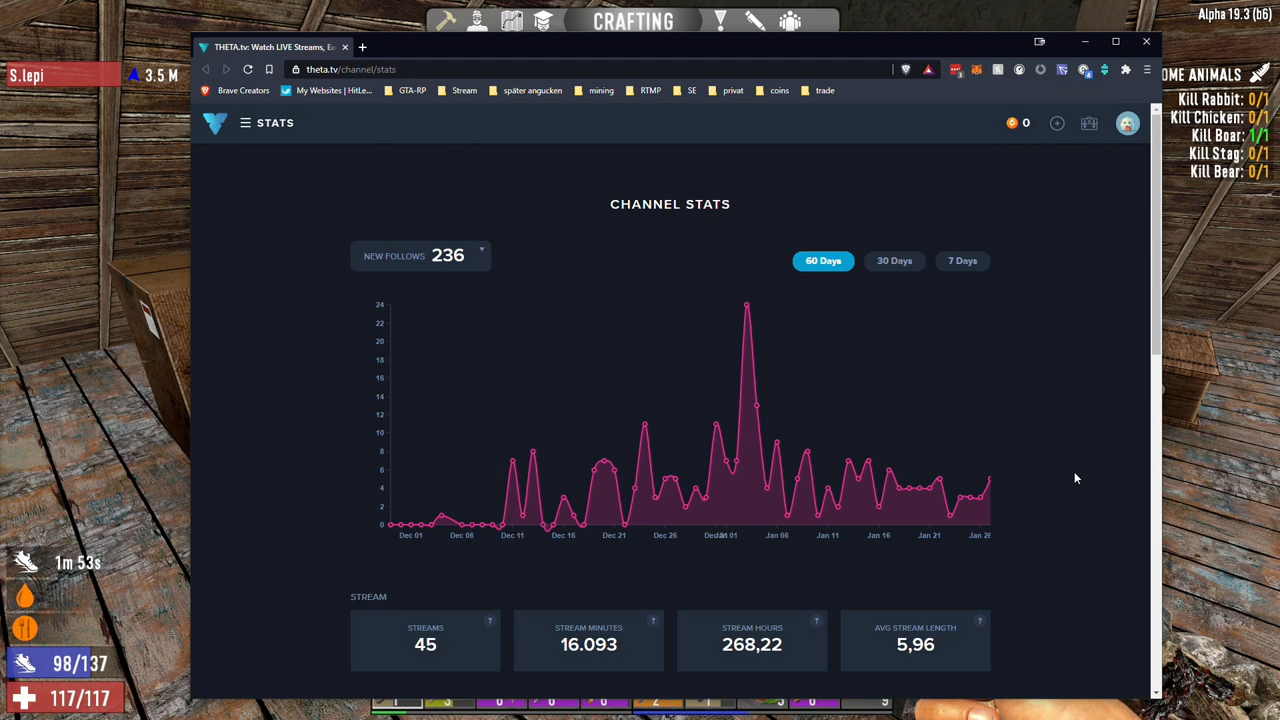 CRAFTING
Alpha 19.3 (b6)
THETA.tv: Watch LIVE Streams, Ea
S.lepi
3.5 M
theta.tv/channel/stats
OME ANIMALS
Brave Creators
My Websites | HitLe...
GTA-RP
Stream
später angucken
mining
RTMP
SE
privat
coins
trade
Kill Rabbit: 0/1
Kill Chicken: 0/1
Kill Boar: 1/1
Kill Stag: 0/1
Kill Bear: 0/1
STATS
0
CHANNEL STATS
NEW FOLLOWS 236
60 Days
30 Days
7 Days
24
22
20
18
16
14
12
10
8
6
4
2
0
Dec 01
Dec 06
Dec 11
Dec 16
Dec 21
Dec 26
Jan 01
Jan 06
Jan 11
Jan 16
Jan 21
Jan 26
1m 53s
98/137
117/117
STREAM
STREAMS
45
STREAM MINUTES
16.093
STREAM HOURS
268,22
AVG STREAM LENGTH
5,96